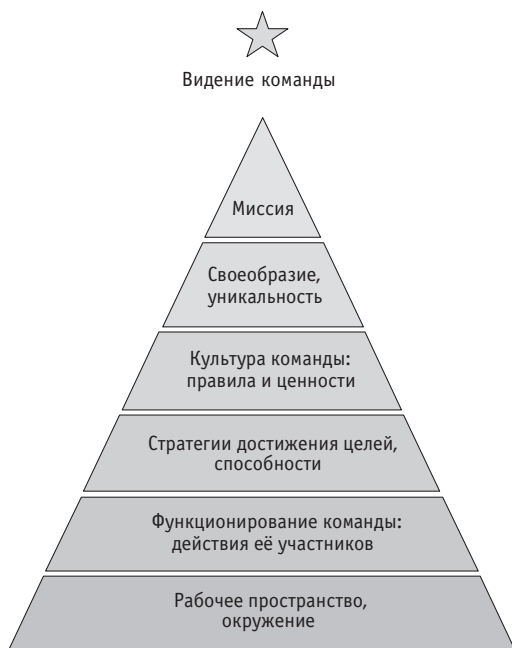 Видение команды
Миссия
Своеобразие,
уникальность
Культура команды:
правила и ценности
Стратегии достижения целей,
способности
Функционирование команды:
действия её участников
Рабочее пространство,
окружение